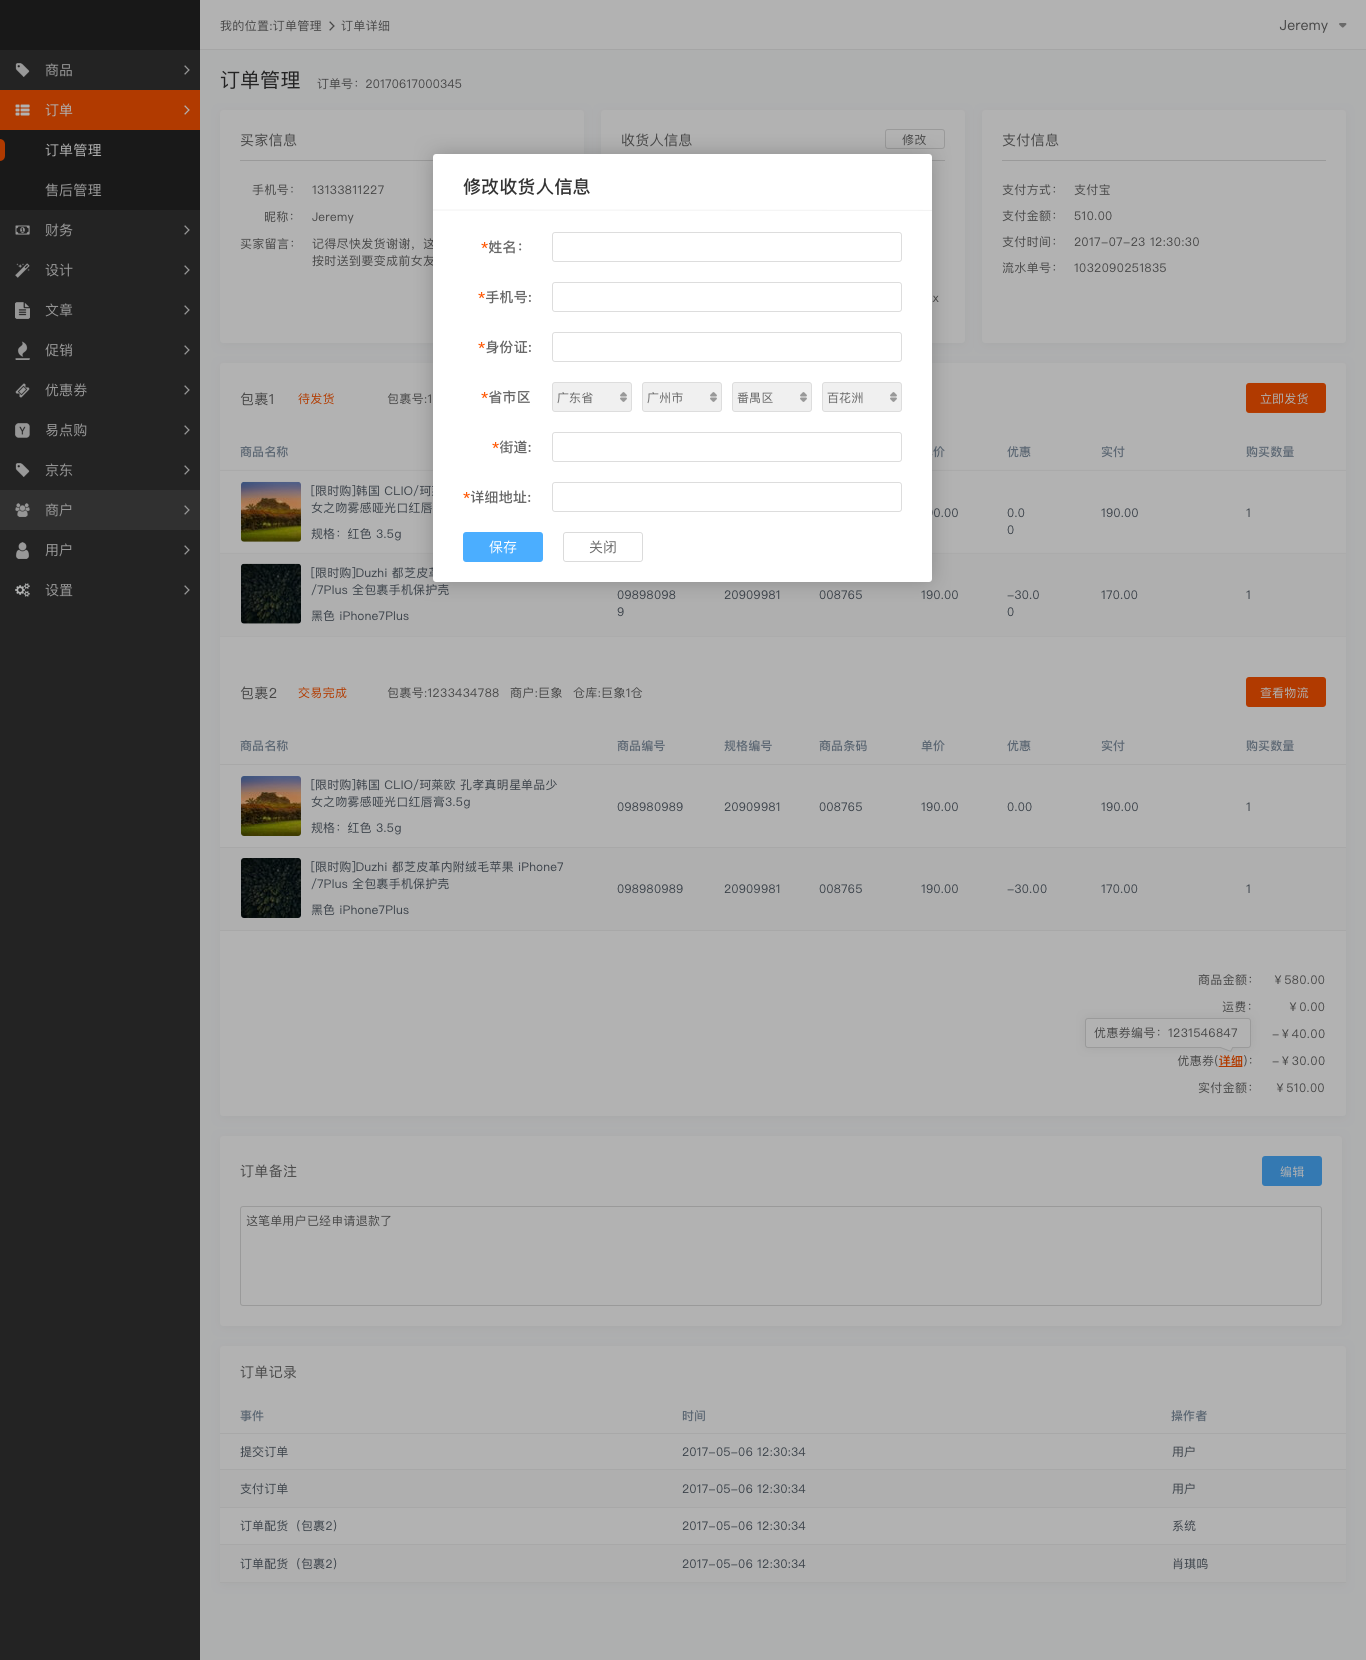 我的位置:订单管理 > 订单详细
Jeremy
商品
订单
订单管理
售后管理
财务
设计
文章
促销
优惠券
易点购
京东
商户
用户
设置
订单管理 订单号：20170617000345
买家信息
手机号： 13133811227
昵称： Jeremy
买家留言： 记得尽快发货谢谢，这
按时送到要变成前女友
收货人信息
修改
x
支付信息
支付方式： 支付宝
支付金额： 510.00
支付时间： 2017-07-23 12:30:30
流水单号： 1032090251835
修改收货人信息
*姓名：
*手机号:
*身份证:
*省市区 广东省 广州市 番禺区 百花洲
*街道:
*详细地址:
保存 关闭
包裹1 待发货 包裹号:1
立即发货
商品名称 价 优惠 实付 购买数量
[限时购]韩国 CLIO/珂
女之吻雾感哑光口红唇
规格：红色 3.5g
0.00 0.0
0
190.00 1
[限时购]Duzhi 都芝皮革
/7Plus 全包裹手机保护壳
黑色 iPhone7Plus
09898098
9
20909981 008765 190.00 -30.0
0
170.00 1
包裹2 交易完成 包裹号:1233434788 商户:巨象 仓库:巨象1仓
查看物流
商品名称 商品编号 规格编号 商品条码 单价 优惠 实付 购买数量
[限时购]韩国 CLIO/珂莱欧 孔孝真明星单品少
女之吻雾感哑光口红唇膏3.5g
规格：红色 3.5g
098980989 20909981 008765 190.00 0.00 190.00 1
[限时购]Duzhi 都芝皮革内附绒毛苹果 iPhone7
/7Plus 全包裹手机保护壳
黑色 iPhone7Plus
098980989 20909981 008765 190.00 -30.00 170.00 1
商品金额： ¥580.00
运费： ¥0.00
优惠券编号：1231546847
-¥40.00
优惠券(详细)： -¥30.00
实付金额： ¥510.00
订单备注
编辑
这笔单用户已经申请退款了
订单记录
事件 时间 操作者
提交订单 2017-05-06 12:30:34 用户
支付订单 2017-05-06 12:30:34 用户
订单配货（包裹2） 2017-05-06 12:30:34 系统
订单配货（包裹2） 2017-05-06 12:30:34 肖琪鸣